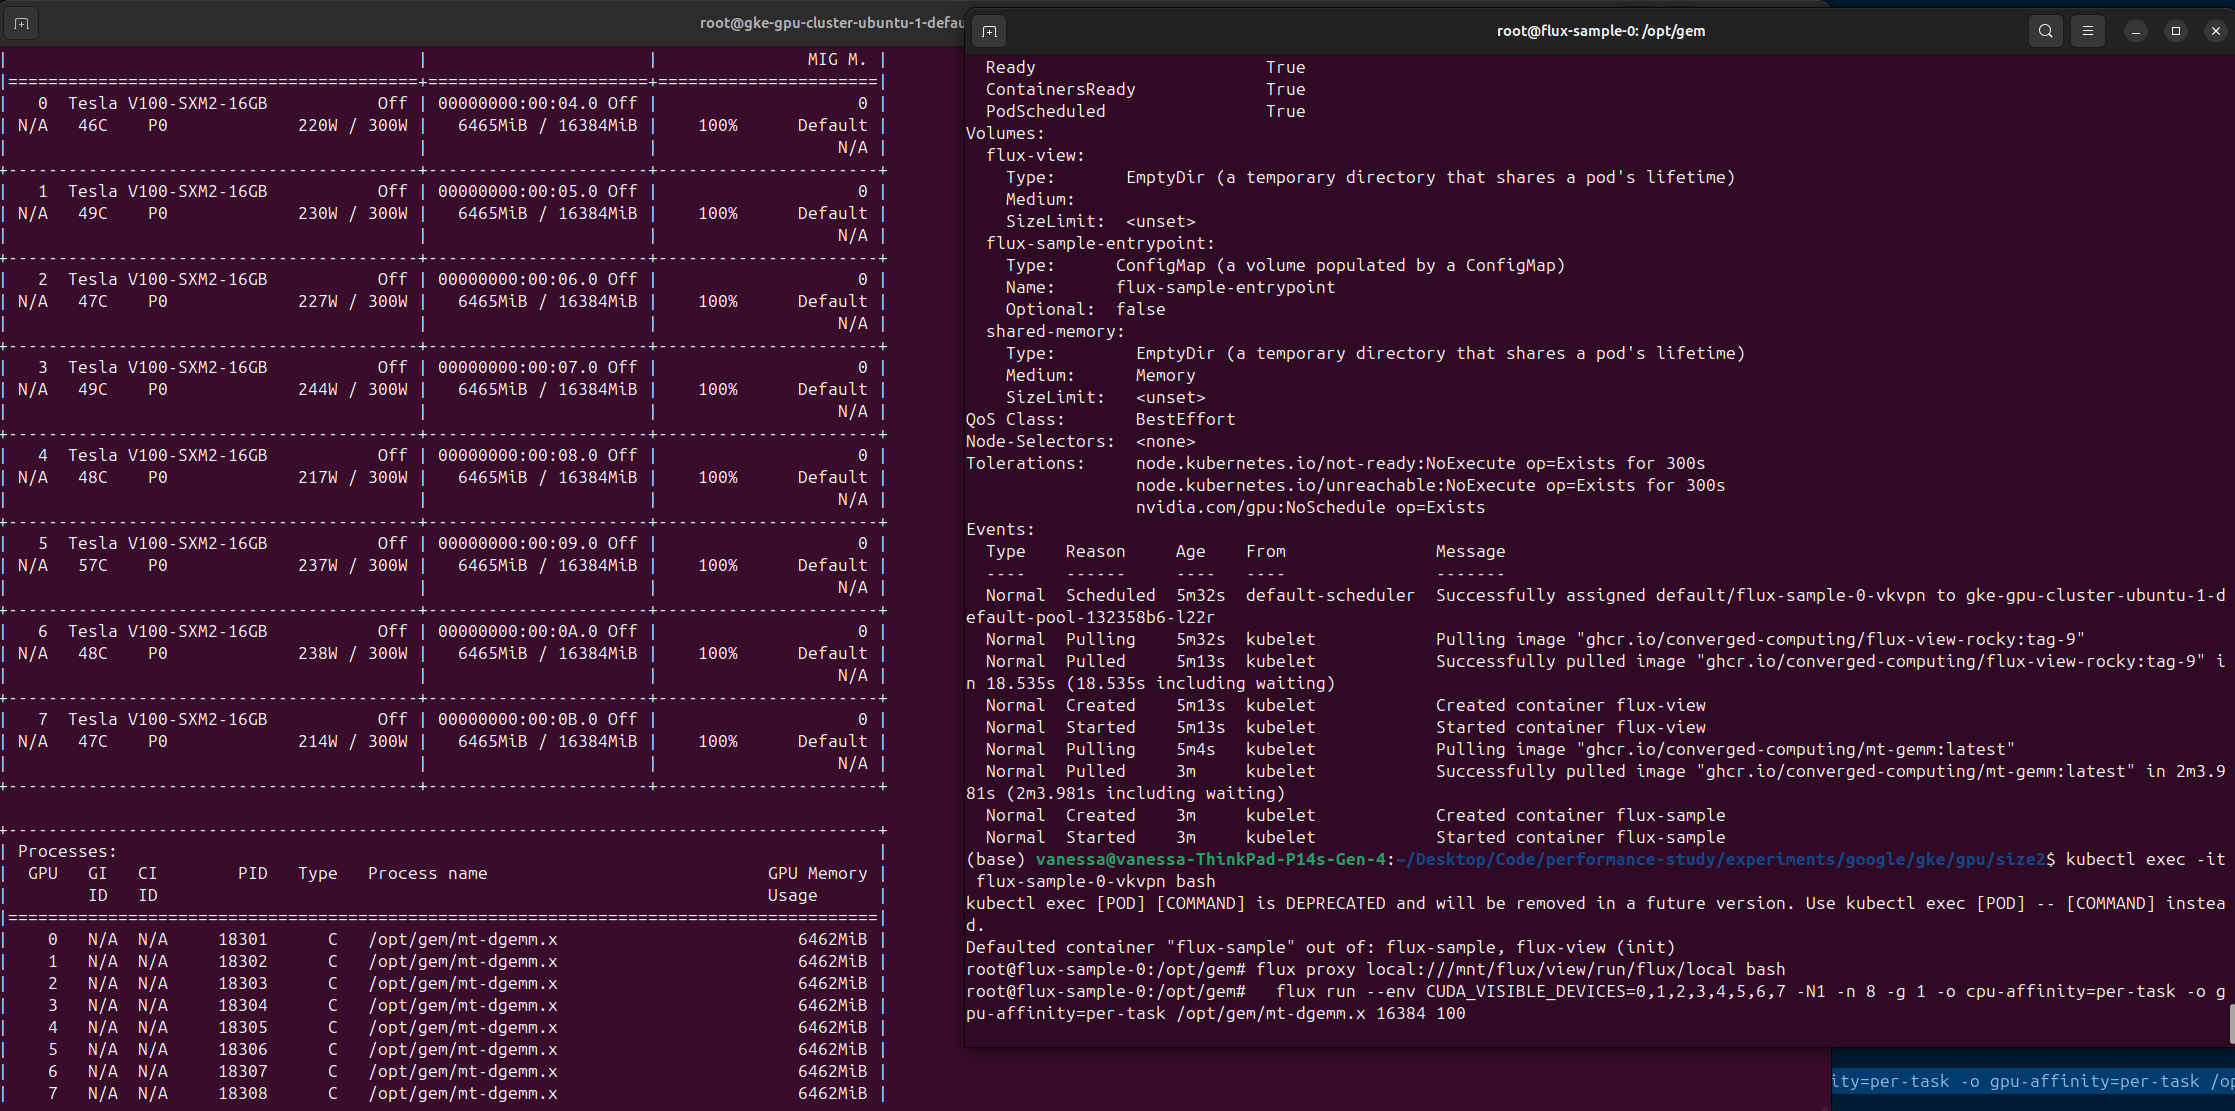 root@gke-gpu-cluster-ubuntu-1-defau
| | | MIG M. |
|=========================================+======================+======================|
| 0 Tesla V100-SXM2-16GB Off | 00000000:00:04.0 Off | 0 |
| N/A 46C P0 220W / 300W | 6465MiB / 16384MiB | 100% Default |
| | | N/A |
+-----------------------------------------+----------------------+----------------------+
| 1 Tesla V100-SXM2-16GB Off | 00000000:00:05.0 Off | 0 |
| N/A 49C P0 230W / 300W | 6465MiB / 16384MiB | 100% Default |
| | | N/A |
+-----------------------------------------+----------------------+----------------------+
| 2 Tesla V100-SXM2-16GB Off | 00000000:00:06.0 Off | 0 |
| N/A 47C P0 227W / 300W | 6465MiB / 16384MiB | 100% Default |
| | | N/A |
+-----------------------------------------+----------------------+----------------------+
| 3 Tesla V100-SXM2-16GB Off | 00000000:00:07.0 Off | 0 |
| N/A 49C P0 244W / 300W | 6465MiB / 16384MiB | 100% Default |
| | | N/A |
+-----------------------------------------+----------------------+----------------------+
| 4 Tesla V100-SXM2-16GB Off | 00000000:00:08.0 Off | 0 |
| N/A 48C P0 217W / 300W | 6465MiB / 16384MiB | 100% Default |
| | | N/A |
+-----------------------------------------+----------------------+----------------------+
| 5 Tesla V100-SXM2-16GB Off | 00000000:00:09.0 Off | 0 |
| N/A 57C P0 237W / 300W | 6465MiB / 16384MiB | 100% Default |
| | | N/A |
+-----------------------------------------+----------------------+----------------------+
| 6 Tesla V100-SXM2-16GB Off | 00000000:00:0A.0 Off | 0 |
| N/A 48C P0 238W / 300W | 6465MiB / 16384MiB | 100% Default |
| | | N/A |
+-----------------------------------------+----------------------+----------------------+
| 7 Tesla V100-SXM2-16GB Off | 00000000:00:0B.0 Off | 0 |
| N/A 47C P0 214W / 300W | 6465MiB / 16384MiB | 100% Default |
| | | N/A |
+-----------------------------------------+----------------------+----------------------+
+---------------------------------------------------------------------------------------+
| Processes: |
| GPU GI CI PID Type Process name GPU Memory |
| ID ID Usage |
|=======================================================================================|
| 0 N/A N/A 18301 C /opt/gem/mt-dgemm.x 6462MiB |
| 1 N/A N/A 18302 C /opt/gem/mt-dgemm.x 6462MiB |
| 2 N/A N/A 18303 C /opt/gem/mt-dgemm.x 6462MiB |
| 3 N/A N/A 18304 C /opt/gem/mt-dgemm.x 6462MiB |
| 4 N/A N/A 18305 C /opt/gem/mt-dgemm.x 6462MiB |
| 5 N/A N/A 18306 C /opt/gem/mt-dgemm.x 6462MiB |
| 6 N/A N/A 18307 C /opt/gem/mt-dgemm.x 6462MiB |
| 7 N/A N/A 18308 C /opt/gem/mt-dgemm.x 6462MiB |
root@flux-sample-0: /opt/gem
Ready True
ContainersReady True
PodScheduled True
Volumes:
flux-view:
Type: EmptyDir (a temporary directory that shares a pod's lifetime)
Medium:
SizeLimit: <unset>
flux-sample-entrypoint:
Type: ConfigMap (a volume populated by a ConfigMap)
Name: flux-sample-entrypoint
Optional: false
shared-memory:
Type: EmptyDir (a temporary directory that shares a pod's lifetime)
Medium: Memory
SizeLimit: <unset>
QoS Class: BestEffort
Node-Selectors: <none>
Tolerations: node.kubernetes.io/not-ready:NoExecute op=Exists for 300s
node.kubernetes.io/unreachable:NoExecute op=Exists for 300s
nvidia.com/gpu:NoSchedule op=Exists
Events:
Type Reason Age From Message
---- ------ ---- ---- -------
Normal Scheduled 5m32s default-scheduler Successfully assigned default/flux-sample-0-vkvpn to gke-gpu-cluster-ubuntu-1-d
efault-pool-132358b6-l22r
Normal Pulling 5m32s kubelet Pulling image "ghcr.io/converged-computing/flux-view-rocky:tag-9"
Normal Pulled 5m13s kubelet Successfully pulled image "ghcr.io/converged-computing/flux-view-rocky:tag-9" i
n 18.535s (18.535s including waiting)
Normal Created 5m13s kubelet Created container flux-view
Normal Started 5m13s kubelet Started container flux-view
Normal Pulling 5m4s kubelet Pulling image "ghcr.io/converged-computing/mt-gemm:latest"
Normal Pulled 3m kubelet Successfully pulled image "ghcr.io/converged-computing/mt-gemm:latest" in 2m3.9
81s (2m3.981s including waiting)
Normal Created 3m kubelet Created container flux-sample
Normal Started 3m kubelet Started container flux-sample
(base) vanessa@vanessa-ThinkPad-P14s-Gen-4:~/Desktop/Code/performance-study/experiments/google/gke/gpu/size2$ kubectl exec -it
flux-sample-0-vkvpn bash
kubectl exec [POD] [COMMAND] is DEPRECATED and will be removed in a future version. Use kubectl exec [POD] -- [COMMAND] instea
d.
Defaulted container "flux-sample" out of: flux-sample, flux-view (init)
root@flux-sample-0:/opt/gem# flux proxy local:///mnt/flux/view/run/flux/local bash
root@flux-sample-0:/opt/gem# flux run --env CUDA_VISIBLE_DEVICES=0,1,2,3,4,5,6,7 -N1 -n 8 -g 1 -o cpu-affinity=per-task -o g
pu-affinity=per-task /opt/gem/mt-dgemm.x 16384 100
ity=per-task -o gpu-affinity=per-task /op